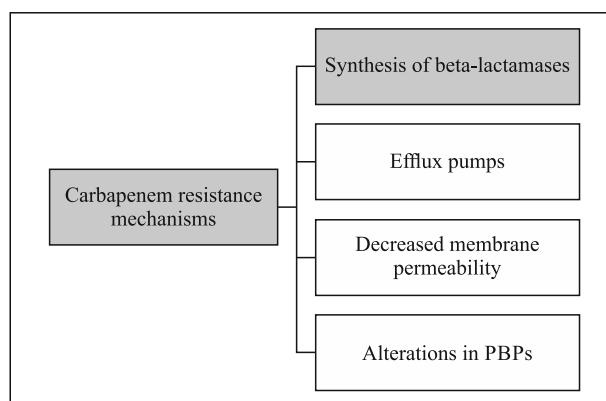 Synthesis of beta-lactamases
Efflux pumps
Carbapenem resistance
mechanisms
Decreased membrane
permeability
Alterations in PBPs